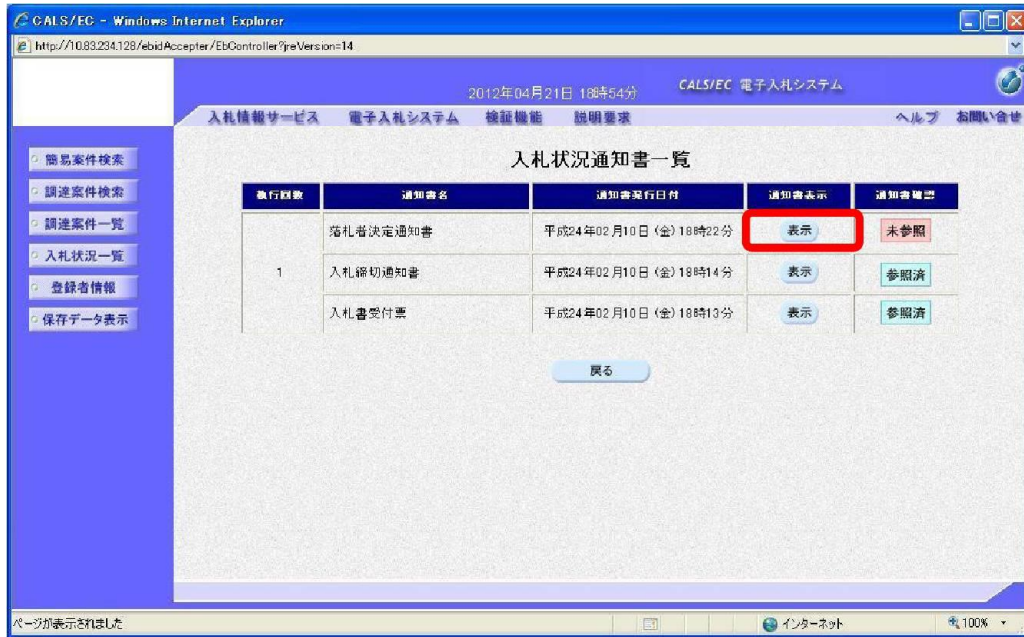 CALS/EC - Windows Internet Explorer
http://10.83.234.128/ebidAccepter/EbController?jreVersion=14
2012年04月21日 18時54分
CALS/EC 電子入札システム
入札情報サービス 電子入札システム 検証機能 説明要求 ヘルプ お問い合せ
簡易案件検索
調達案件検索
調達案件一覧
入札状況一覧
登録者情報
保存データ表示
入札状況通知書一覧
執行回数 通知書名 通知書発行日付 通知書表示 通知書確認
落札者決定通知書 平成24年02月10日(金)18時22分 表示 未参照
1 入札締切通知書 平成24年02月10日(金)18時14分 表示 参照済
入札書受付票 平成24年02月10日(金)18時13分 表示 参照済
戻る
ページが表示されました インターネット 100%